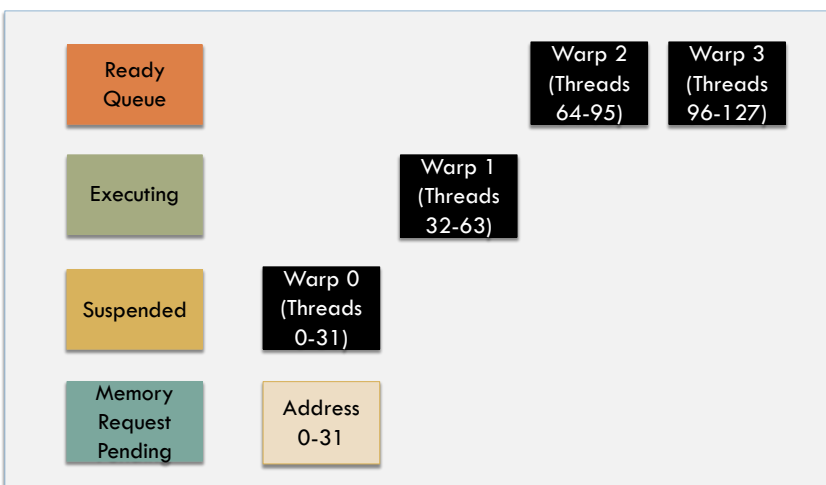 Ready
Queue
Warp 2
(Threads
64-95)
Warp 3
(Threads
96-127)
Executing
Warp 1
(Threads
32-63)
Suspended
Warp 0
(Threads
0-31)
Memory
Request
Pending
Address
0-31